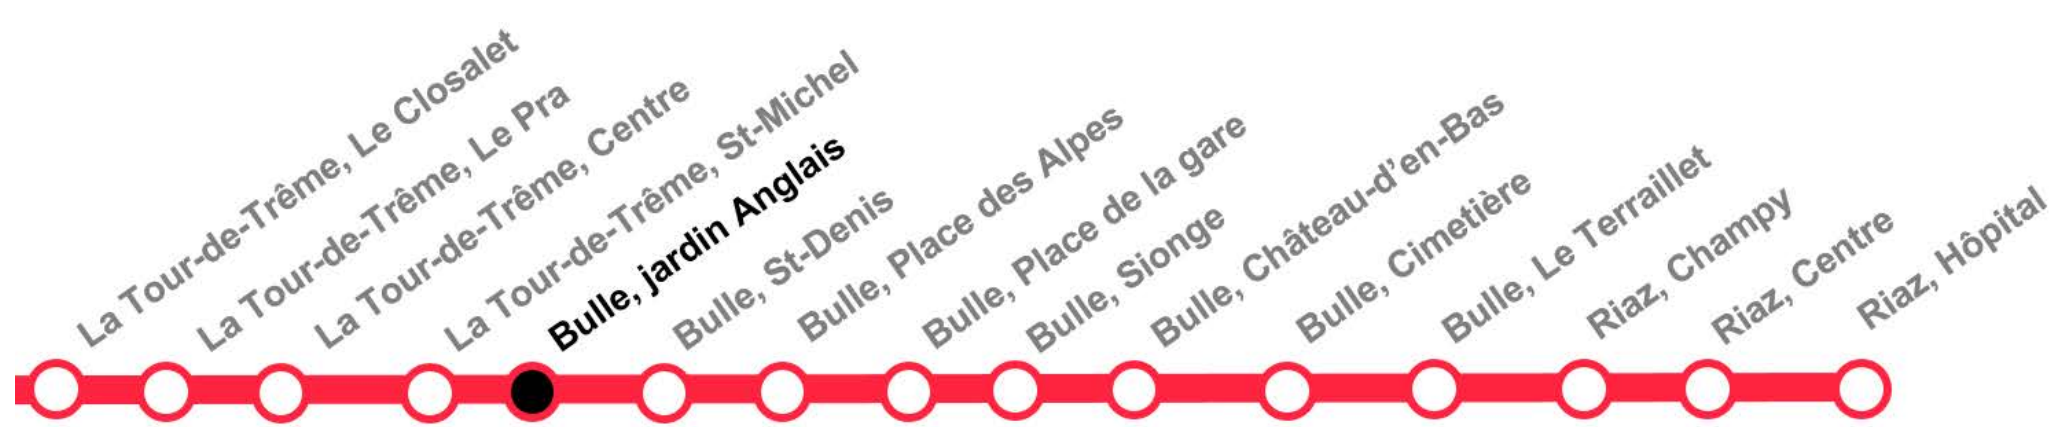 La Tour-de-Trême, Le Closalet
La Tour-de-Trême, Le Pra
La Tour-de-Trême, Centre
La Tour-de-Trême, St-Michel
Bulle, jardin Anglais
Bulle, St-Denis
Bulle, Place des Alpes
Bulle, Place de la gare
Bulle, Sionge
Bulle, Château-d’en-Bas
Bulle, Cimetière
Bulle, Le Terraillet
Riaz, Champy
Riaz, Centre
Riaz, Hôpital